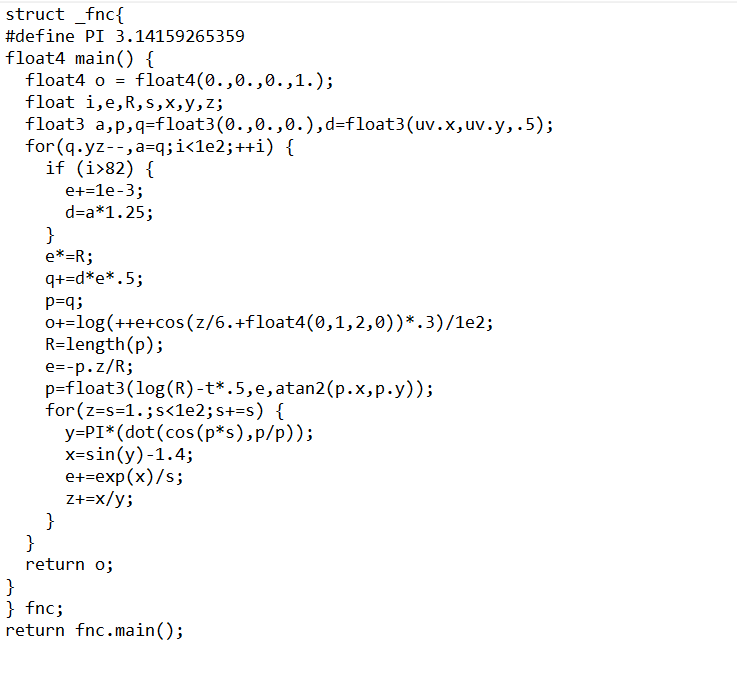 struct _fnc{
#define PI 3.14159265359
float4 main() {
  float4 o = float4(0.,0.,0.,1.);
  float i,e,R,s,x,y,z;
  float3 a,p,q=float3(0.,0.,0.),d=float3(uv.x,uv.y,.5);
  for(q.yz--,a=q;i<1e2;++i) {
    if (i>82) {
      e+=1e-3;
      d=a*1.25;
    }
    e*=R;
    q+=d*e*.5;
    p=q;
    o+=log(++e+cos(z/6.+float4(0,1,2,0))*.3)/1e2;
    R=length(p);
    e=-p.z/R;
    p=float3(log(R)-t*.5,e,atan2(p.x,p.y));
    for(z=s=1.;s<1e2;s+=s) {
      y=PI*(dot(cos(p*s),p/p));
      x=sin(y)-1.4;
      e+=exp(x)/s;
      z+=x/y;
    }
  }
  return o;
}
} fnc;
return fnc.main();